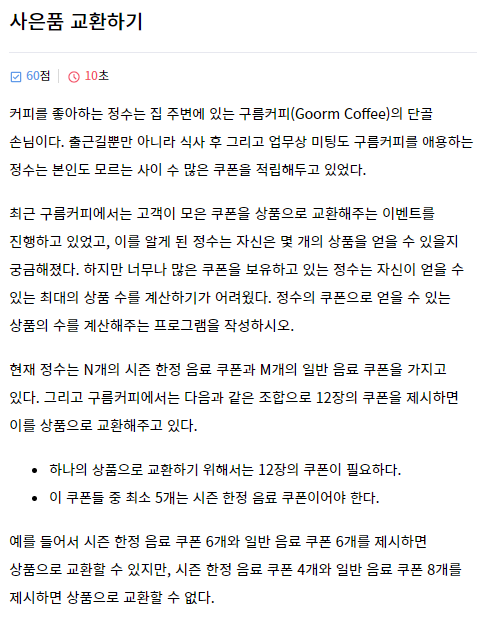 사은품 교환하기
60점 10초
커피를 좋아하는 정수는 집 주변에 있는 구름커피(Goorm Coffee)의 단골
손님이다. 출근길뿐만 아니라 식사 후 그리고 업무상 미팅도 구름커피를 애용하는
정수는 본인도 모르는 사이 수 많은 쿠폰을 적립해두고 있었다.
최근 구름커피에서는 고객이 모은 쿠폰을 상품으로 교환해주는 이벤트를
진행하고 있었고, 이를 알게 된 정수는 자신은 몇 개의 상품을 얻을 수 있을지
궁금해졌다. 하지만 너무나 많은 쿠폰을 보유하고 있는 정수는 자신이 얻을 수
있는 최대의 상품 수를 계산하기가 어려웠다. 정수의 쿠폰으로 얻을 수 있는
상품의 수를 계산해주는 프로그램을 작성하시오.
현재 정수는 N개의 시즌 한정 음료 쿠폰과 M개의 일반 음료 쿠폰을 가지고
있다. 그리고 구름커피에서는 다음과 같은 조합으로 12장의 쿠폰을 제시하면
이를 상품으로 교환해주고 있다.
• 하나의 상품으로 교환하기 위해서는 12장의 쿠폰이 필요하다.
• 이 쿠폰들 중 최소 5개는 시즌 한정 음료 쿠폰이어야 한다.
예를 들어서 시즌 한정 음료 쿠폰 6개와 일반 음료 쿠폰 6개를 제시하면
상품으로 교환할 수 있지만, 시즌 한정 음료 쿠폰 4개와 일반 음료 쿠폰 8개를
제시하면 상품으로 교환할 수 없다.